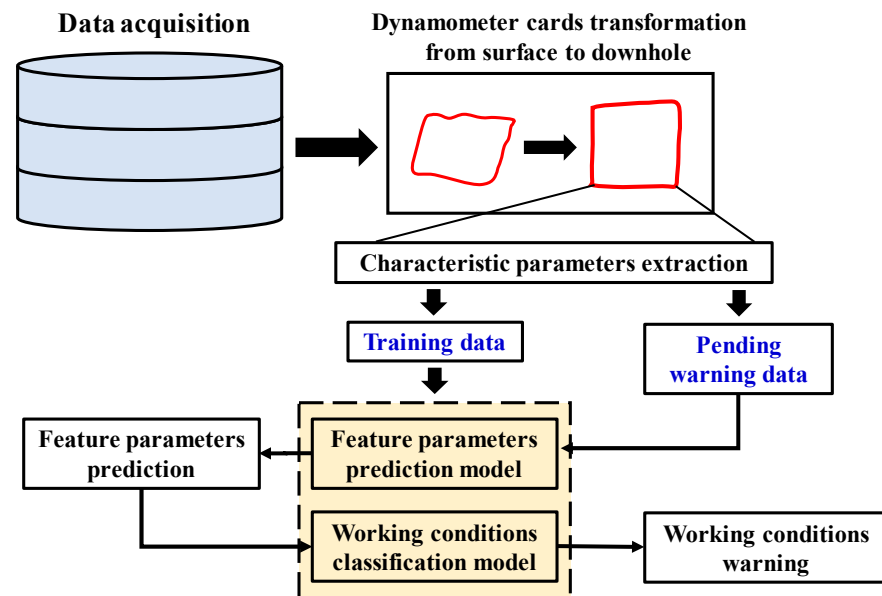 Data acquisition
Dynamometer cards transformation
from surface to downhole
Characteristic parameters extraction
Training data
Pending
warning data
Feature parameters
prediction
Feature parameters
prediction model
Working conditions
classification model
Working conditions
warning